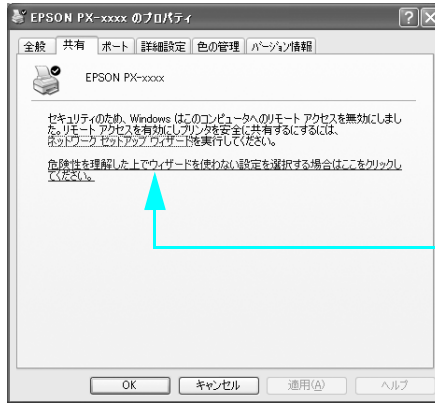 EPSON PX-xxxx のプロパティ
全般 共有 ポート 詳細設定 色の管理 バージョン情報
EPSON PX-xxxx
セキュリティのため、Windows はこのコンピュータへのリモート アクセスを無効にしまし
た。リモート アクセスを有効にしプリンタを安全に共有するにするには、
ネットワーク セットアップ ウィザードを実行してください。
危険性を理解した上でウィザードを使わない設定を選択する場合はここをクリックし
てください。
OK キャンセル 適用(A) ヘルプ